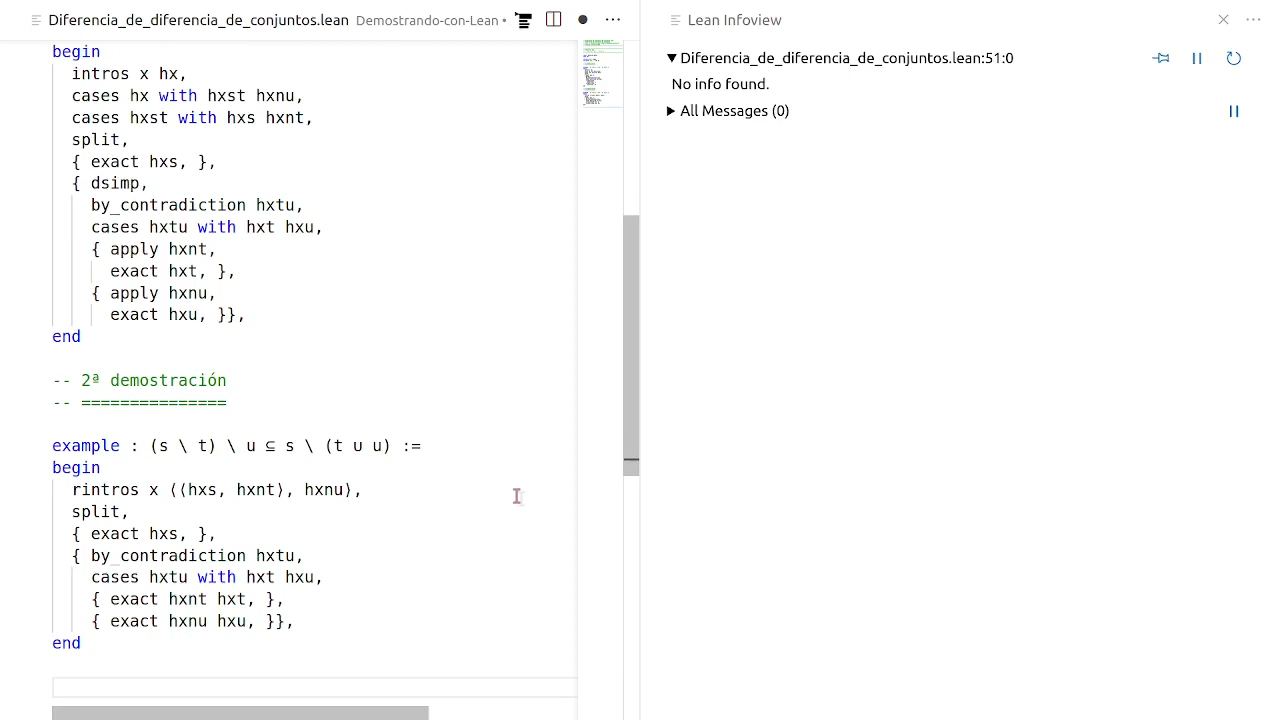 Diferencia_de_diferencia_de_conjuntos.lean Demostrando-con-Lean •
begin
intros x hx,
cases hx with hxst hxnu,
cases hxst with hxs hxnt,
split,
{ exact hxs, },
{ dsimp,
by_contradiction hxtu,
cases hxtu with hxt hxu,
{ apply hxnt,
exact hxt, },
{ apply hxnu,
exact hxu, }},
end
-- 2ª demostración
-- ===============
example : (s \ t) \ u ⊆ s \ (t ∪ u) :=
begin
rintros x ⟨⟨hxs, hxnt⟩, hxnu⟩,
split,
{ exact hxs, },
{ by_contradiction hxtu,
cases hxtu with hxt hxu,
{ exact hxnt hxt, },
{ exact hxnu hxu, }},
end
Lean Infoview
Diferencia_de_diferencia_de_conjuntos.lean:51:0
No info found.
All Messages (0)